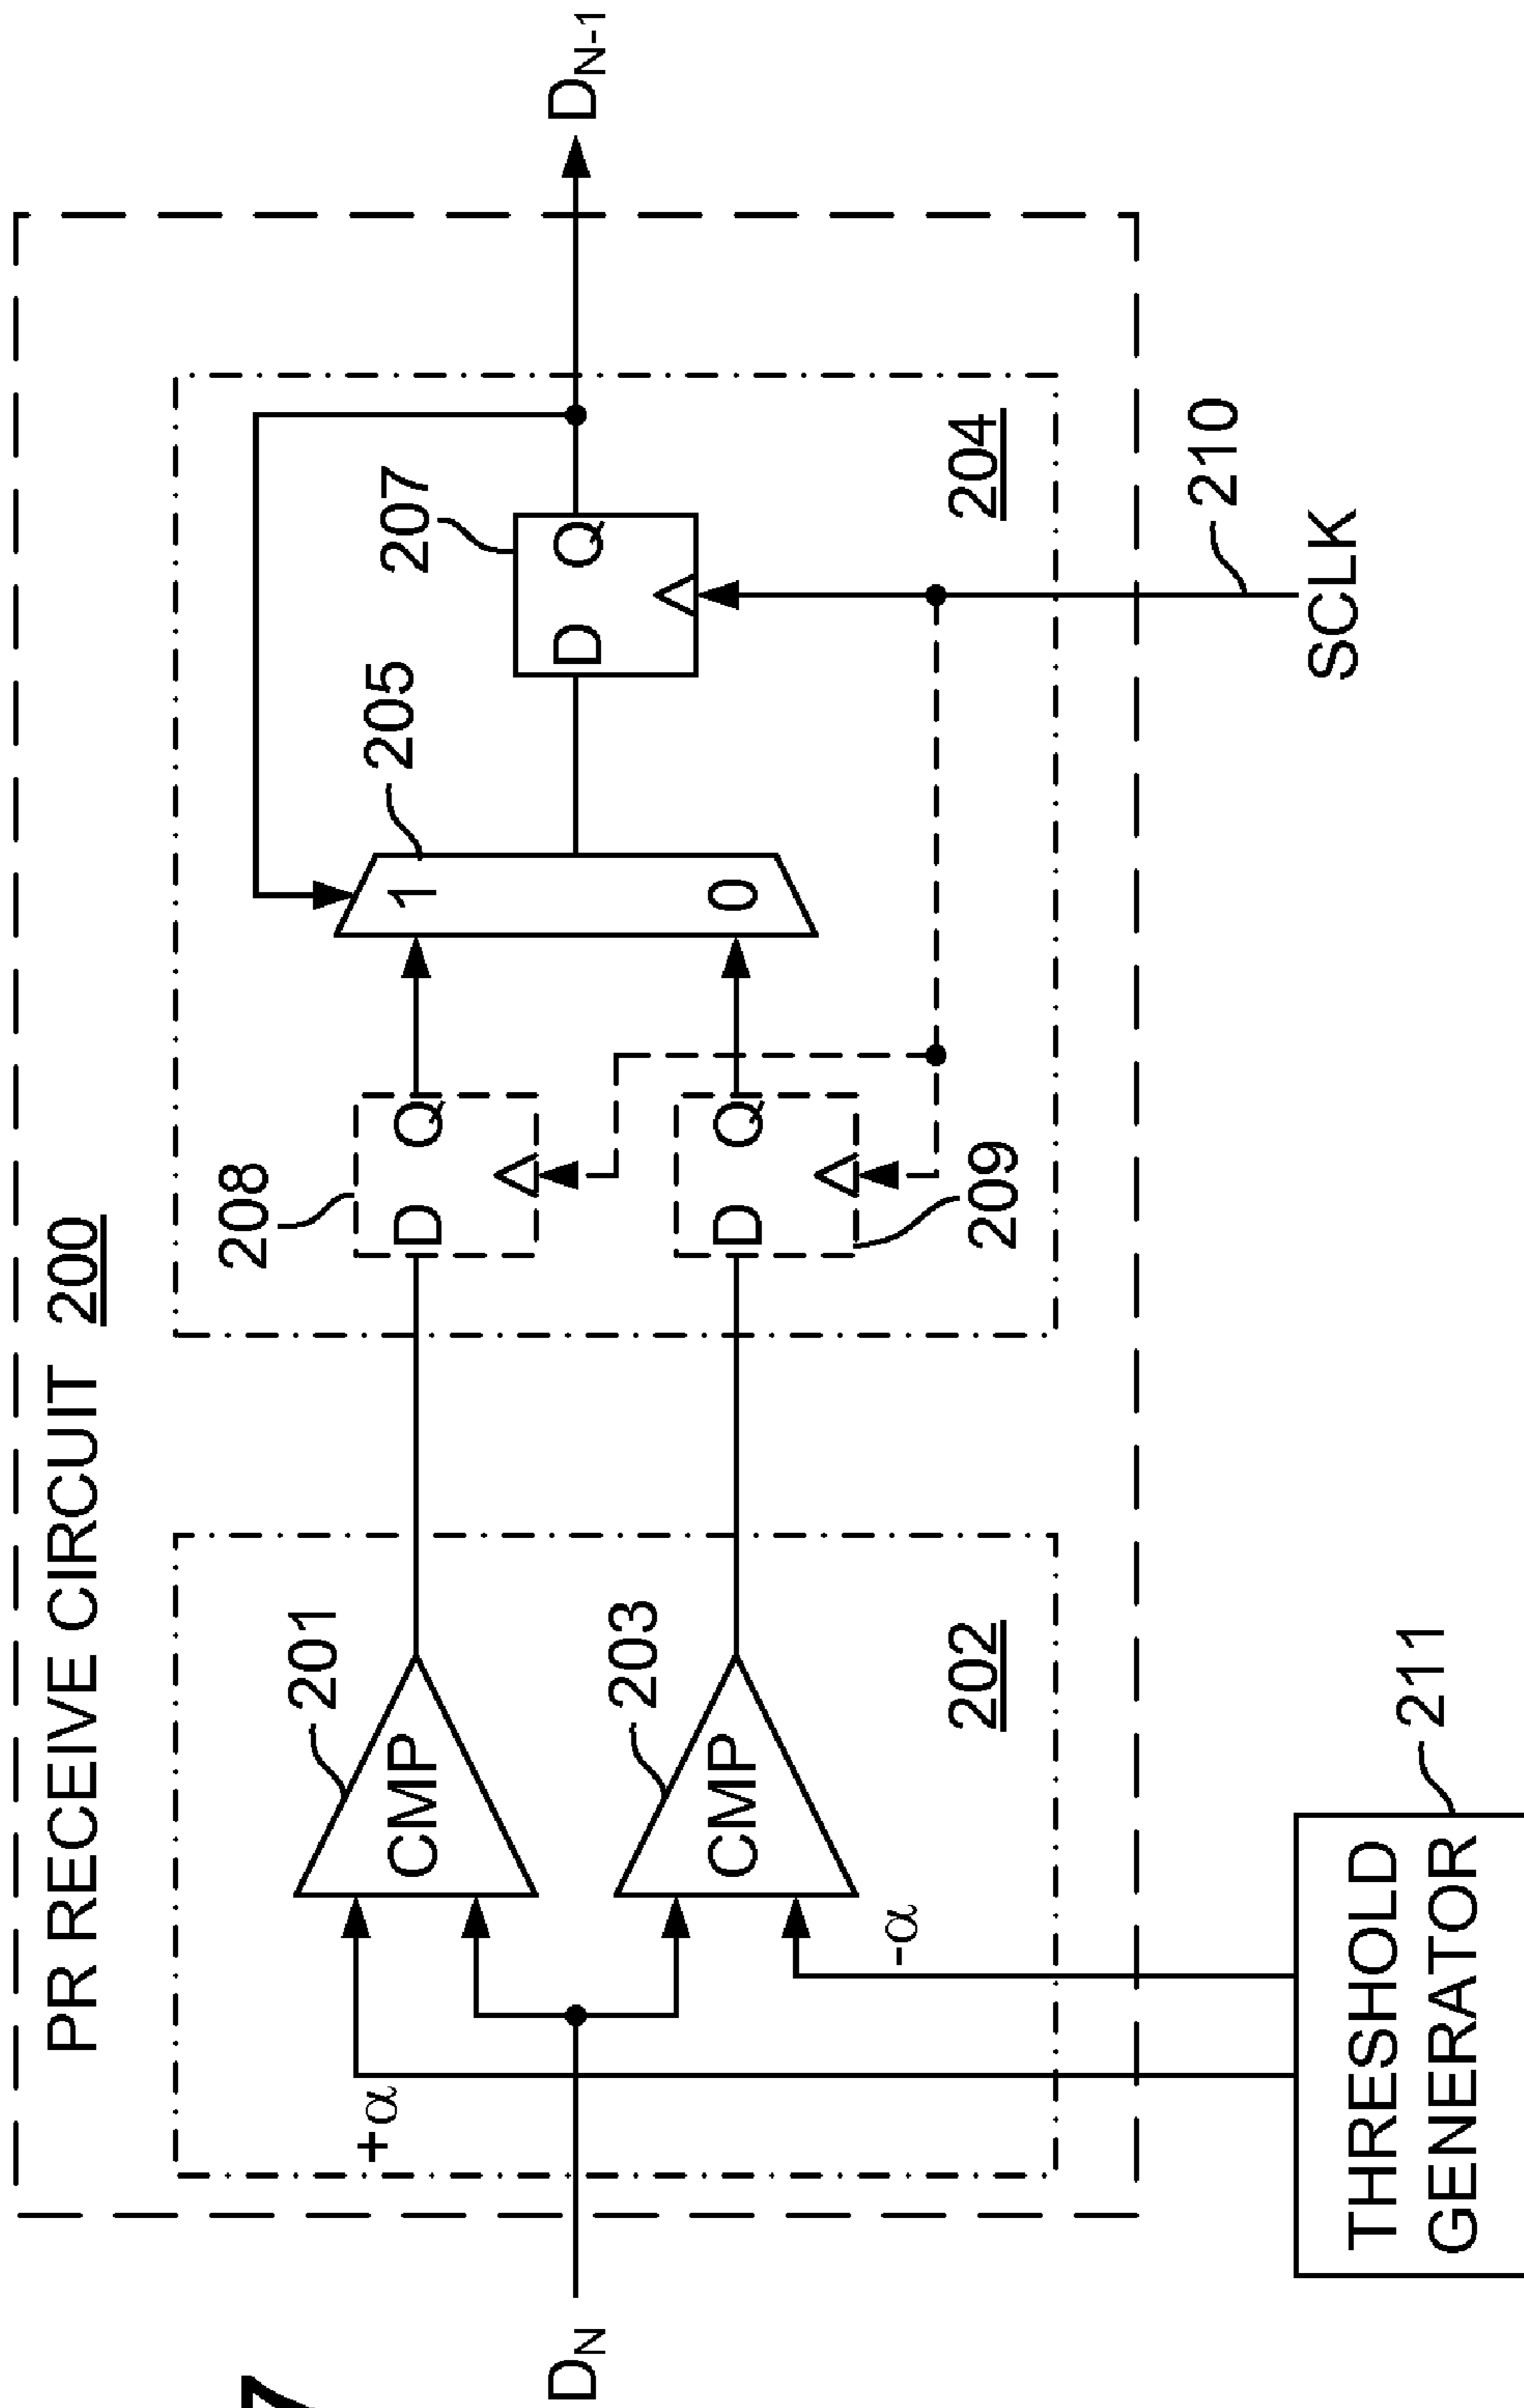 PR RECEIVE CIRCUIT 200
+α
-α
201
CMP
203
CMP
202
208
D Q
D Q
209
205
1
0
207
D Q
204
D_N
D_{N-1}
210
SCLK
211
THRESHOLD
GENERATOR
7